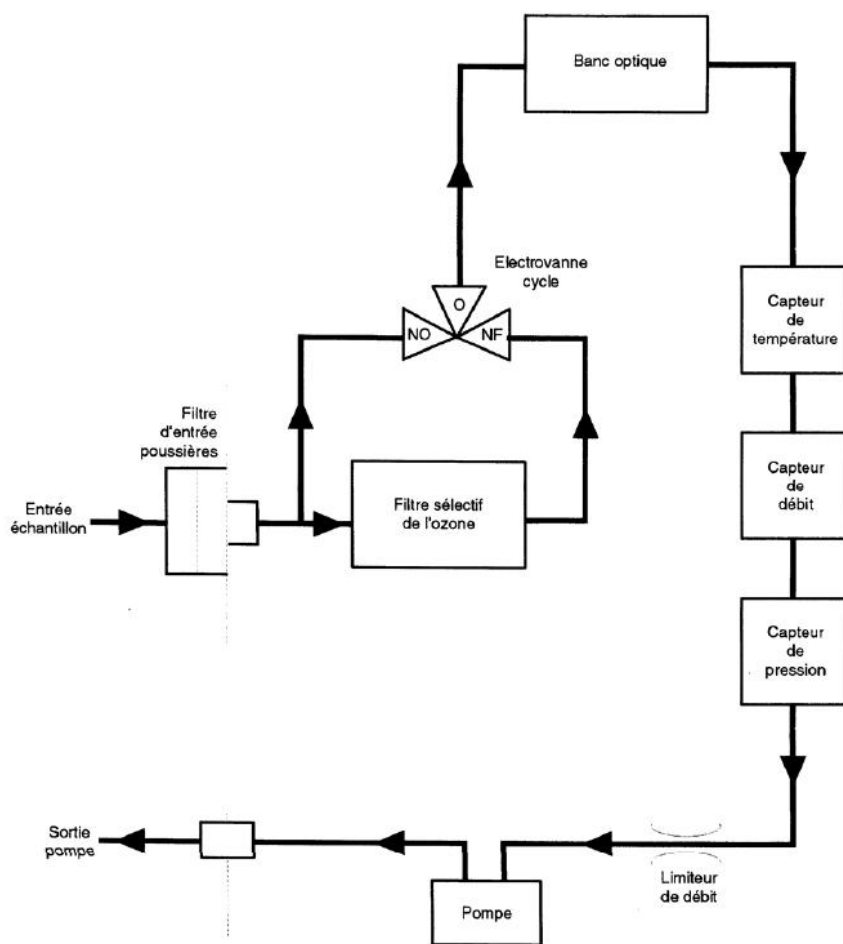 Banc optique
Electrovanne
cycle
O
NO
NF
Capteur
de
température
Filtre
d'entrée
poussières
Capteur
de
débit
Entrée
échantillon
Filtre sélectif
de l'ozone
Capteur
de
pression
Sortie
pompe
Limiteur
de débit
Pompe